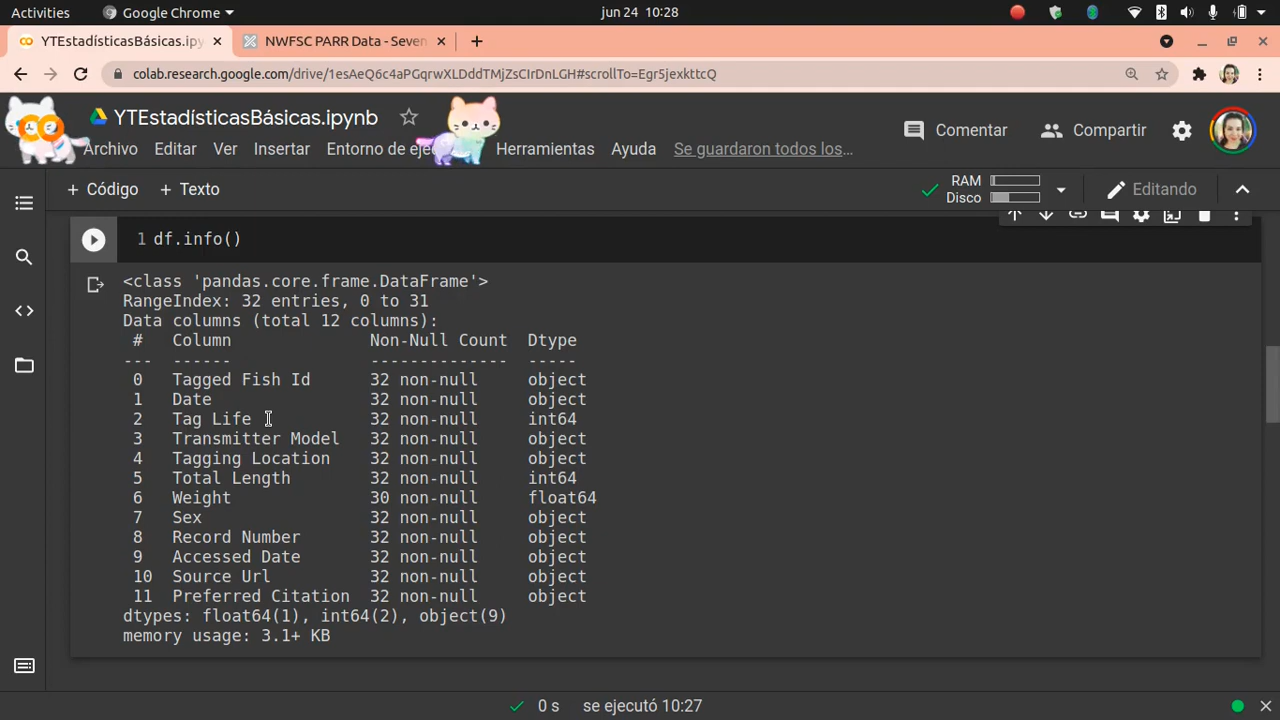 Activities
Google Chrome
jun 24 10:28
YTEstadísticasBásicas.ipy
NWFSC PARR Data - Seven
colab.research.google.com/drive/1esAeQ6c4aPGqrwXLDddTMjZsCIrDnLGH#scrollTo=Egr5jexkttcQ
YTEstadísticasBásicas.ipynb
Comentar
Compartir
Archivo Editar Ver Insertar Entorno de eje Herramientas Ayuda Se guardaron todos los…
+ Código + Texto
RAM
Disco
Editando
1 df.info()
<class 'pandas.core.frame.DataFrame'>
RangeIndex: 32 entries, 0 to 31
Data columns (total 12 columns):
# Column Non-Null Count Dtype
--- ------ -------------- -----
0 Tagged Fish Id 32 non-null object
1 Date 32 non-null object
2 Tag Life 32 non-null int64
3 Transmitter Model 32 non-null object
4 Tagging Location 32 non-null object
5 Total Length 32 non-null int64
6 Weight 30 non-null float64
7 Sex 32 non-null object
8 Record Number 32 non-null object
9 Accessed Date 32 non-null object
10 Source Url 32 non-null object
11 Preferred Citation 32 non-null object
dtypes: float64(1), int64(2), object(9)
memory usage: 3.1+ KB
0 s se ejecutó 10:27